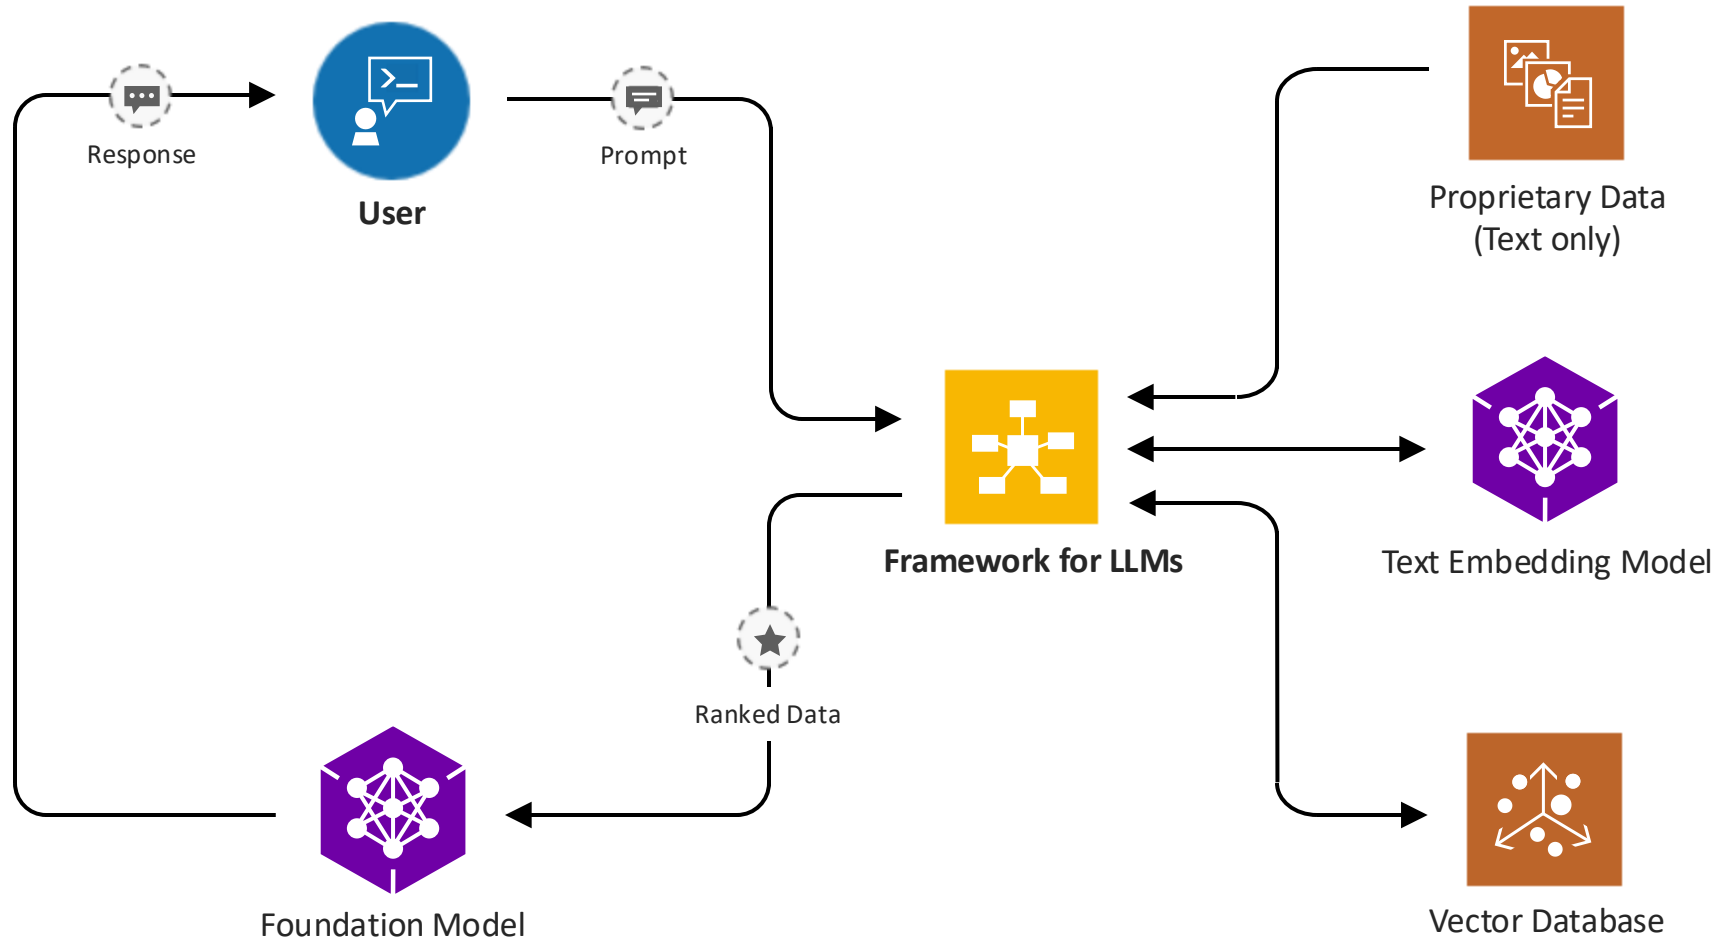 Response
User
Prompt
Proprietary Data
(Text only)
Framework for LLMs
Text Embedding Model
Ranked Data
Foundation Model
Vector Database